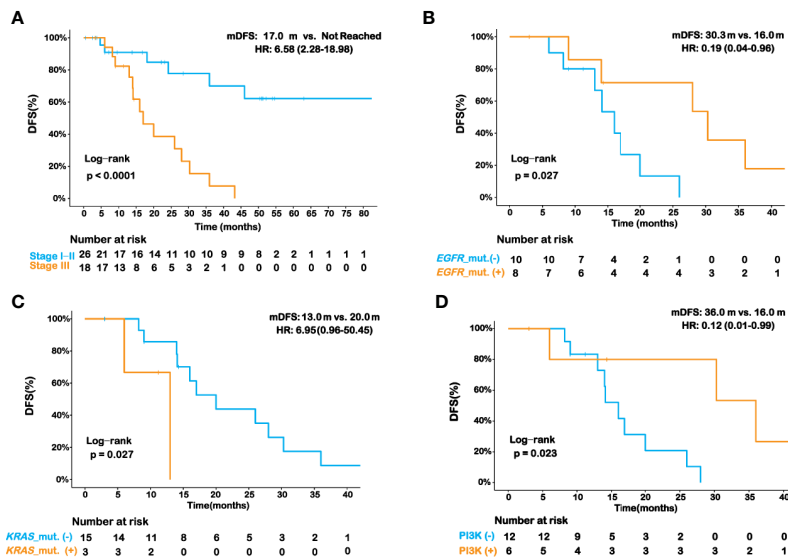 A
mDFS: 17.0 m vs. Not Reached
HR: 6.58 (2.28-18.98)
DFS(%)
100%
80%
60%
40%
20%
0%
Log-rank
p < 0.0001
0 5 10 15 20 25 30 35 40 45 50 55 60 65 70 75 80
Time (months)
Number at risk
Stage I-II 26 21 17 16 14 11 10 10 9 9 8 2 2 1 1 1 1
Stage III 18 17 13 8 6 5 3 2 1 0 0 0 0 0 0 0 0
B
mDFS: 30.3 m vs. 16.0 m
HR: 0.19 (0.04-0.96)
DFS(%)
100%
80%
60%
40%
20%
0%
Log-rank
p = 0.027
0 5 10 15 20 25 30 35 40
Time (months)
Number at risk
EGFR_mut.(-) 10 10 7 4 2 1 0 0 0
EGFR_mut. (+) 8 7 6 4 4 4 3 2 1
C
mDFS: 13.0 m vs. 20.0 m
HR: 6.95(0.96-50.45)
DFS(%)
100%
80%
60%
40%
20%
0%
Log-rank
p = 0.027
0 5 10 15 20 25 30 35 40
Time(months)
Number at risk
KRAS_mut. (-) 15 14 11 8 6 5 3 2 1
KRAS_mut. (+) 3 3 2 0 0 0 0 0 0
D
mDFS: 36.0 m vs. 16.0 m
HR: 0.12 (0.01-0.99)
DFS(%)
100%
80%
60%
40%
20%
0%
Log-rank
p = 0.023
0 5 10 15 20 25 30 35 40
Time(months)
Number at risk
PI3K (-) 12 12 9 5 3 2 0 0 0
PI3K (+) 6 5 4 3 3 3 3 2 1